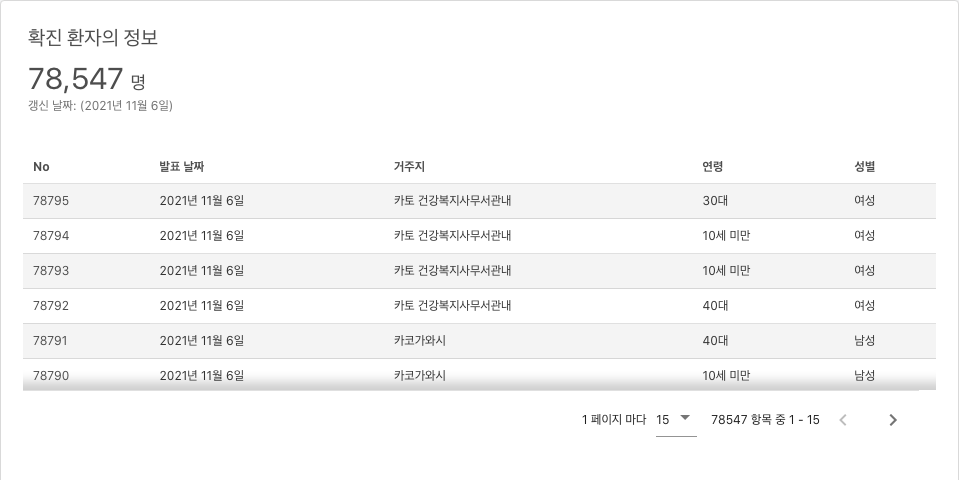 확진 환자의 정보
78,547 명
갱신 날짜: (2021년 11월 6일)
No 발표 날짜 거주지 연령 성별
78795 2021년 11월 6일 카토 건강복지사무서관내 30대 여성
78794 2021년 11월 6일 카토 건강복지사무서관내 10세 미만 여성
78793 2021년 11월 6일 카토 건강복지사무서관내 10세 미만 여성
78792 2021년 11월 6일 카토 건강복지사무서관내 40대 여성
78791 2021년 11월 6일 카코가와시 40대 남성
78790 2021년 11월 6일 카코가와시 10세 미만 남성
1 페이지 마다 15 78547 항목 중 1 - 15